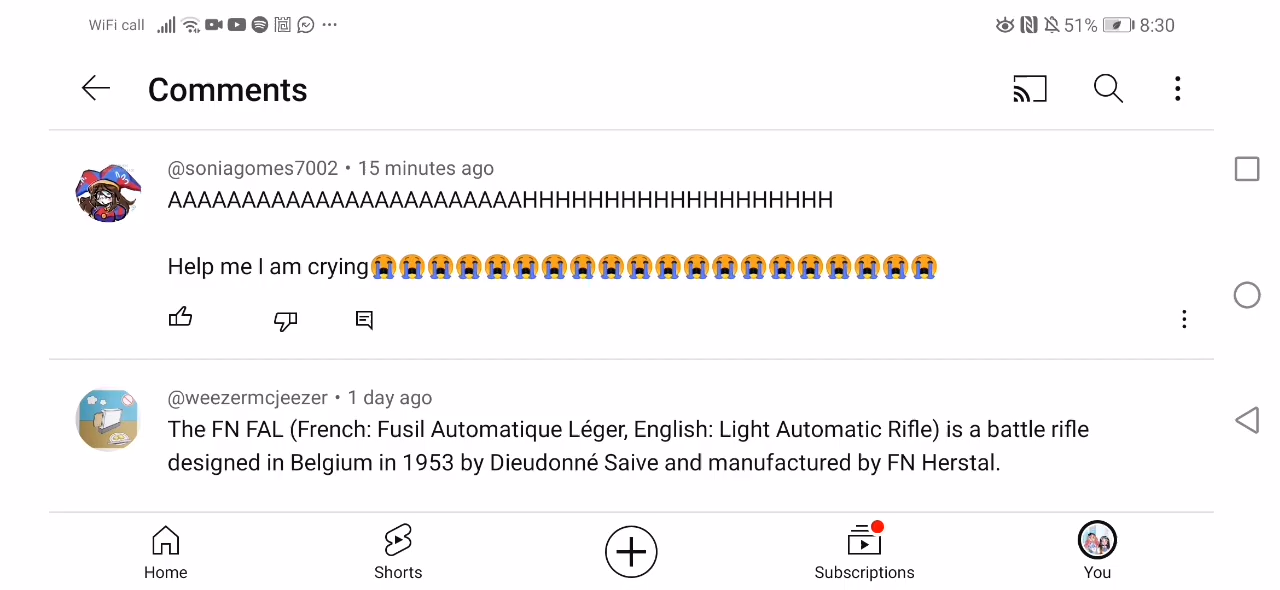 WiFi call
51% 8:30
Comments
@soniagomes7002 • 15 minutes ago
AAAAAAAAAAAAAAAAAAAAAAAAHHHHHHHHHHHHHHHHHHH
Help me I am crying😭😭😭😭😭😭😭😭😭😭😭😭😭😭😭😭😭😭😭😭
@weezermcjeezer • 1 day ago
The FN FAL (French: Fusil Automatique Léger, English: Light Automatic Rifle) is a battle rifle
designed in Belgium in 1953 by Dieudonné Saive and manufactured by FN Herstal.
Home Shorts Subscriptions You